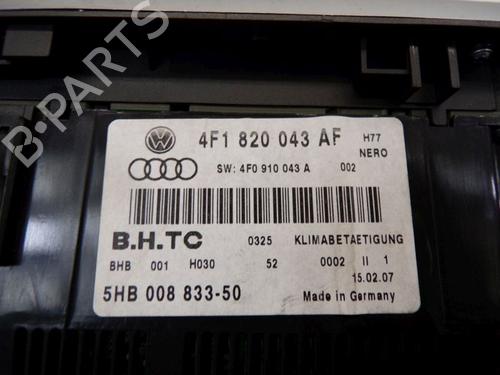 4F1 820 043 AF H77
NERO
SW: 4F0 910 043 A 002
B.H.TC 0325 KLIMABETAETIGUNG
BHB 001 H030 52 0002 II 1
15.02.07
5HB 008 833-50 Made in Germany